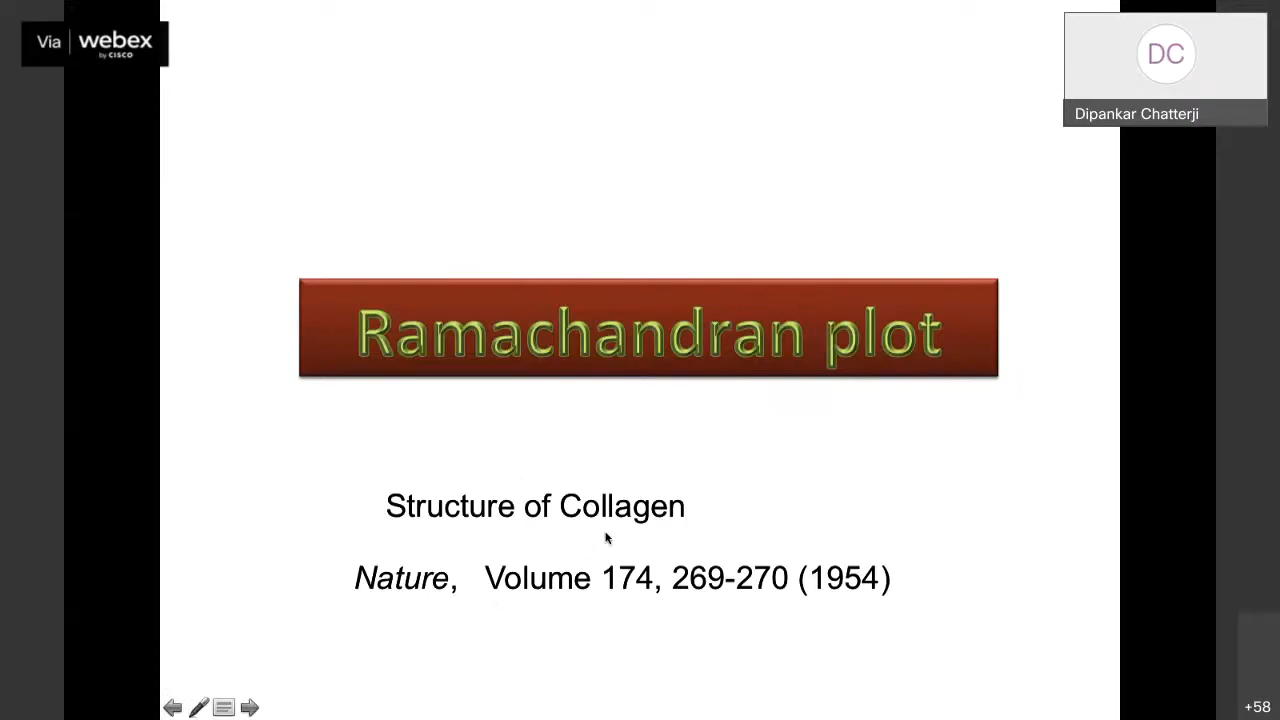 Via webex
by CISCO
DC
Dipankar Chatterji
Ramachandran plot
Structure of Collagen
Nature, Volume 174, 269-270 (1954)
+58